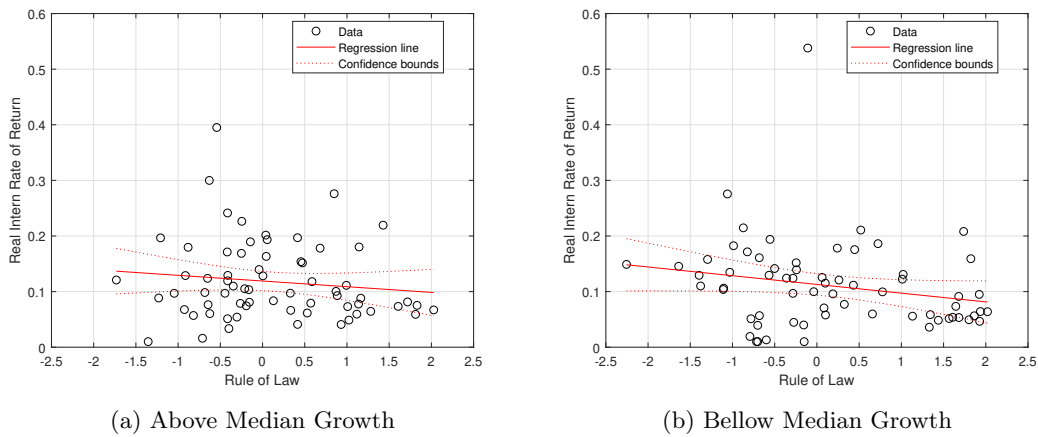 0.6
0.5
0.4
0.3
0.2
0.1
0
Real Intern Rate of Return
Data
Regression line
Confidence bounds
-2.5 -2 -1.5 -1 -0.5 0 0.5 1 1.5 2 2.5
Rule of Law
(a) Above Median Growth
0.6
0.5
0.4
0.3
0.2
0.1
0
Real Intern Rate of Return
Data
Regression line
Confidence bounds
-2.5 -2 -1.5 -1 -0.5 0 0.5 1 1.5 2 2.5
Rule of Law
(b) Bellow Median Growth